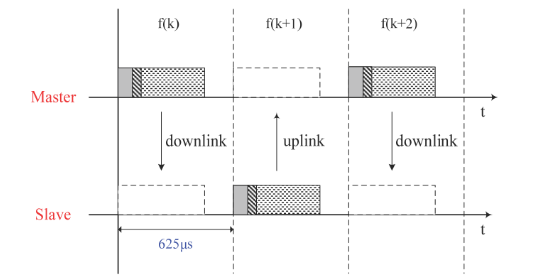 f(k) f(k+1) f(k+2)
Master
t
downlink uplink downlink
Slave
t
625μs